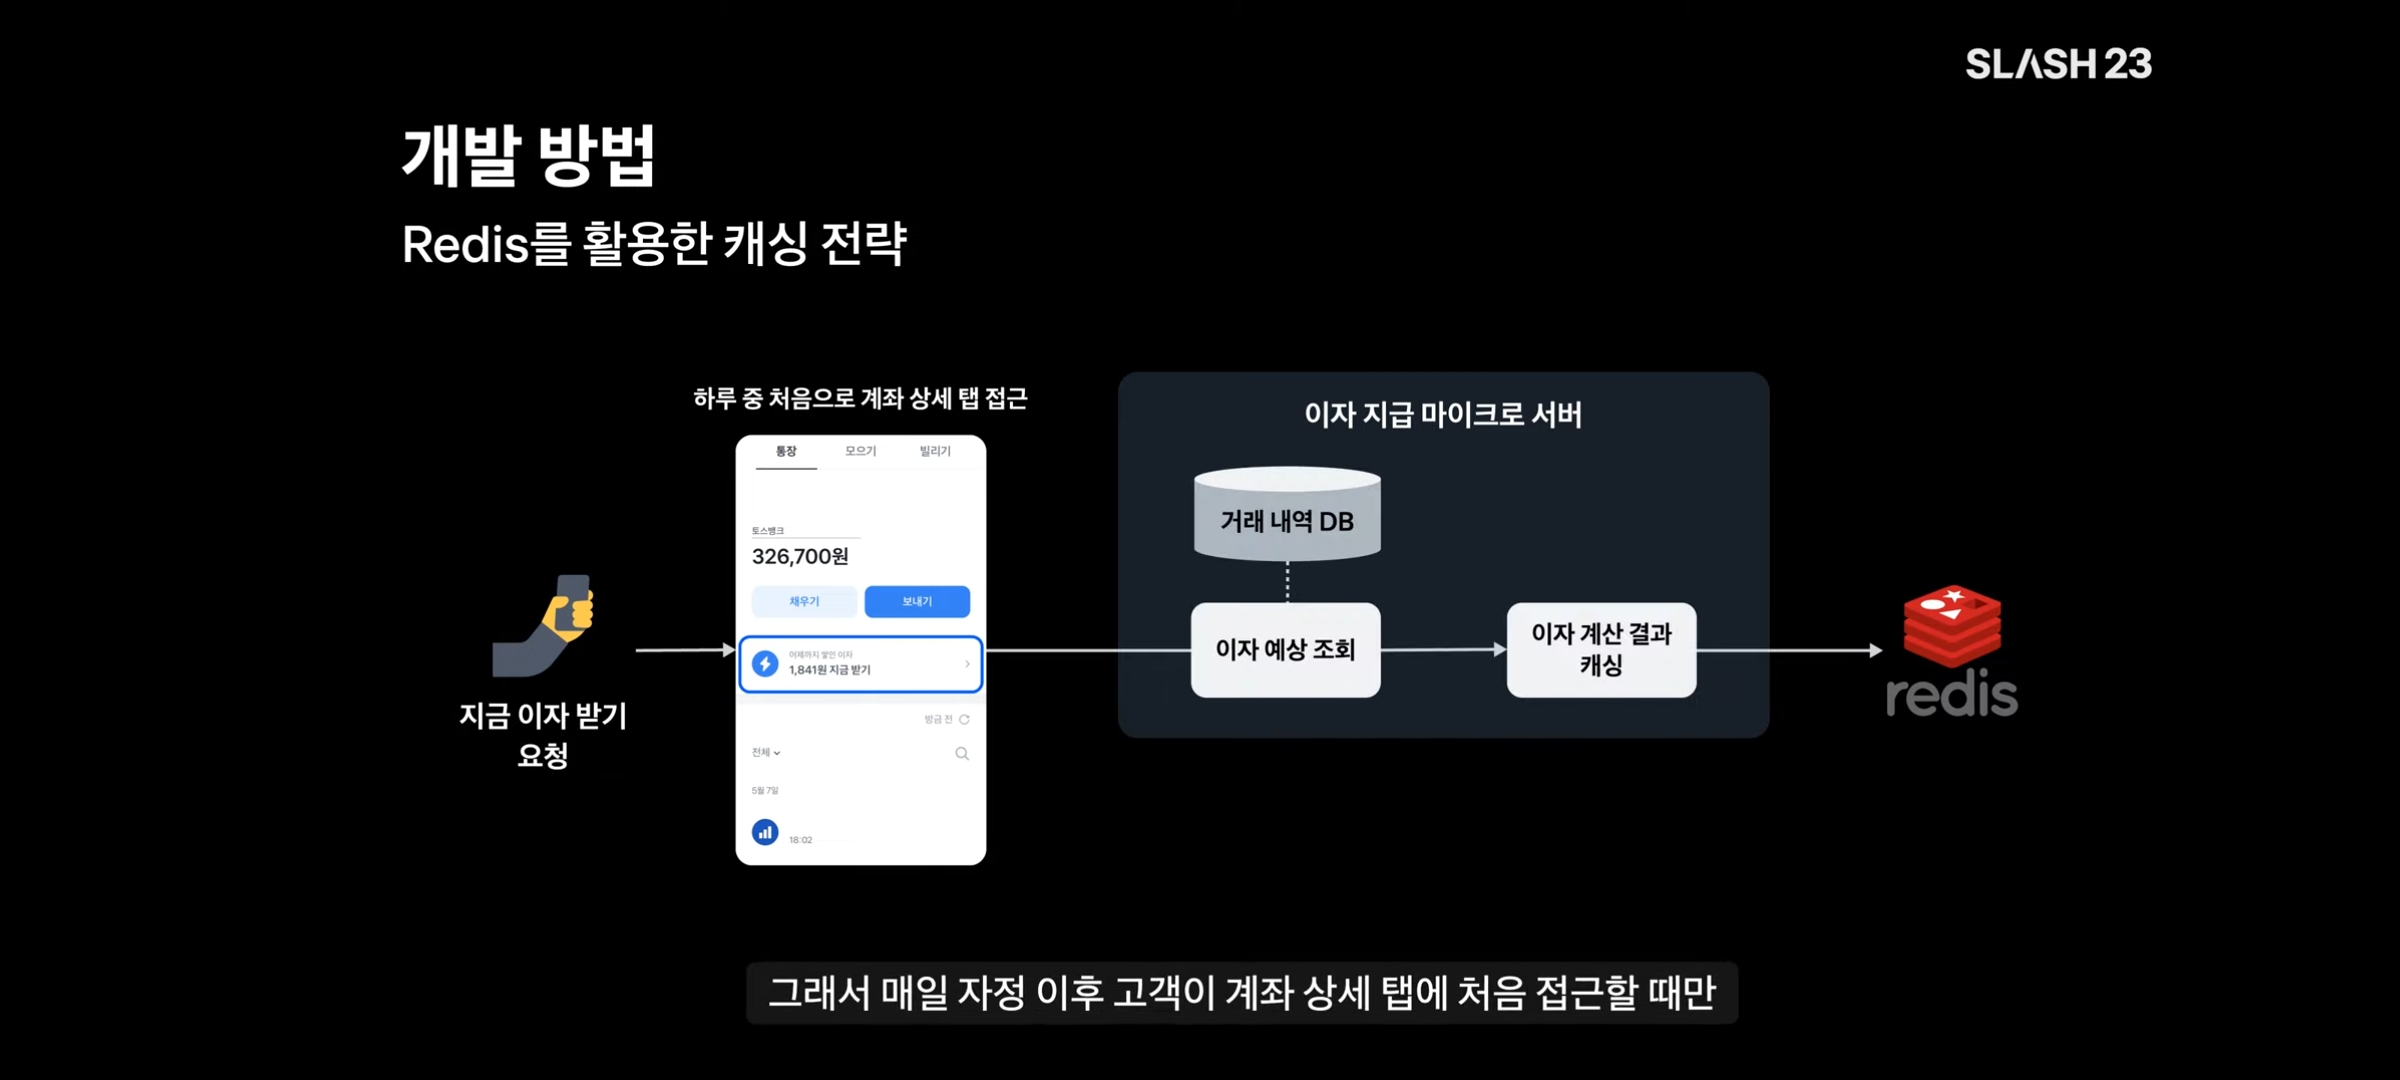 SLASH 23
개발 방법
Redis를 활용한 캐싱 전략
하루 중 처음으로 계좌 상세 탭 접근
통장 모으기 빌리기
토스뱅크
326,700원
채우기 보내기
어제까지 쌓인 이자
1,841원 지금 받기
방금 전
전체
5월 7일
18:02
지금 이자 받기
요청
이자 지급 마이크로 서버
거래 내역 DB
이자 예상 조회
이자 계산 결과
캐싱
redis
그래서 매일 자정 이후 고객이 계좌 상세 탭에 처음 접근할 때만